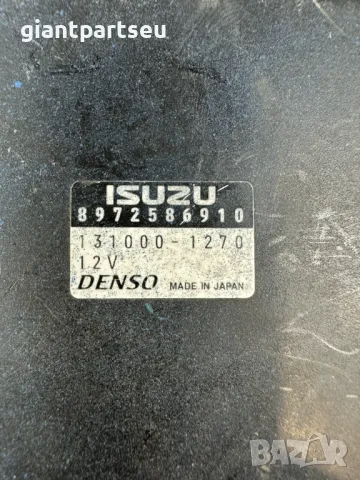 giantpartseu
ISUZU
8972586910
131000-1270
12V
DENSO MADE IN JAPAN
BAZAR